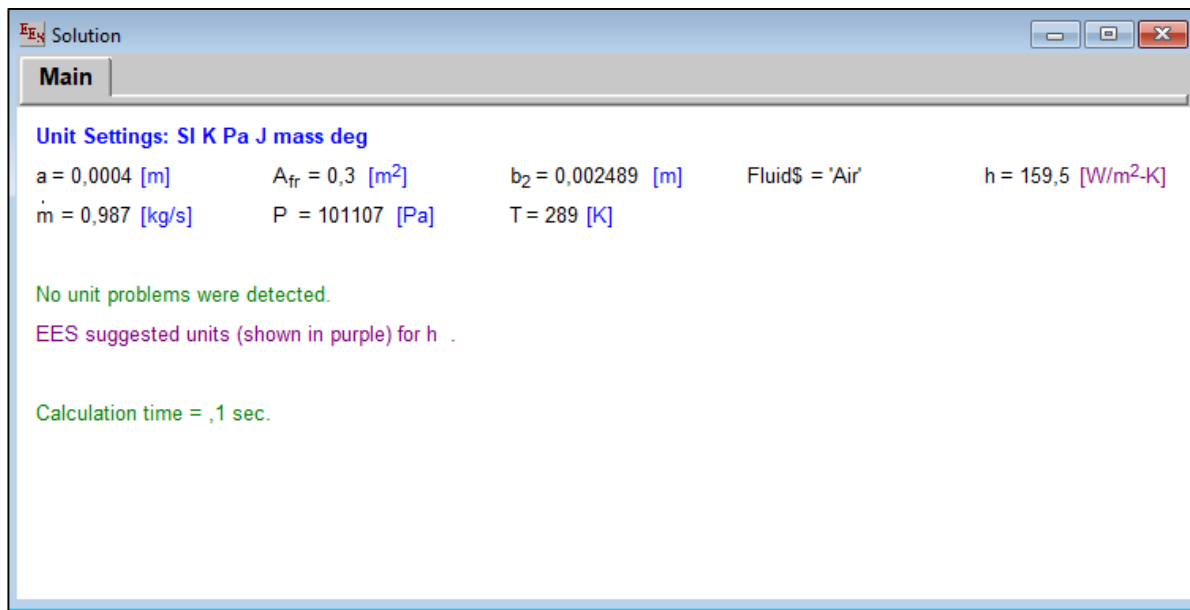 EES Solution
Main
Unit Settings: SI K Pa J mass deg
a = 0,0004 [m] A_fr = 0,3 [m²] b₂ = 0,002489 [m] Fluid$ = 'Air' h = 159,5 [W/m²-K]
ṁ = 0,987 [kg/s] P = 101107 [Pa] T = 289 [K]
No unit problems were detected.
EES suggested units (shown in purple) for h .
Calculation time = ,1 sec.